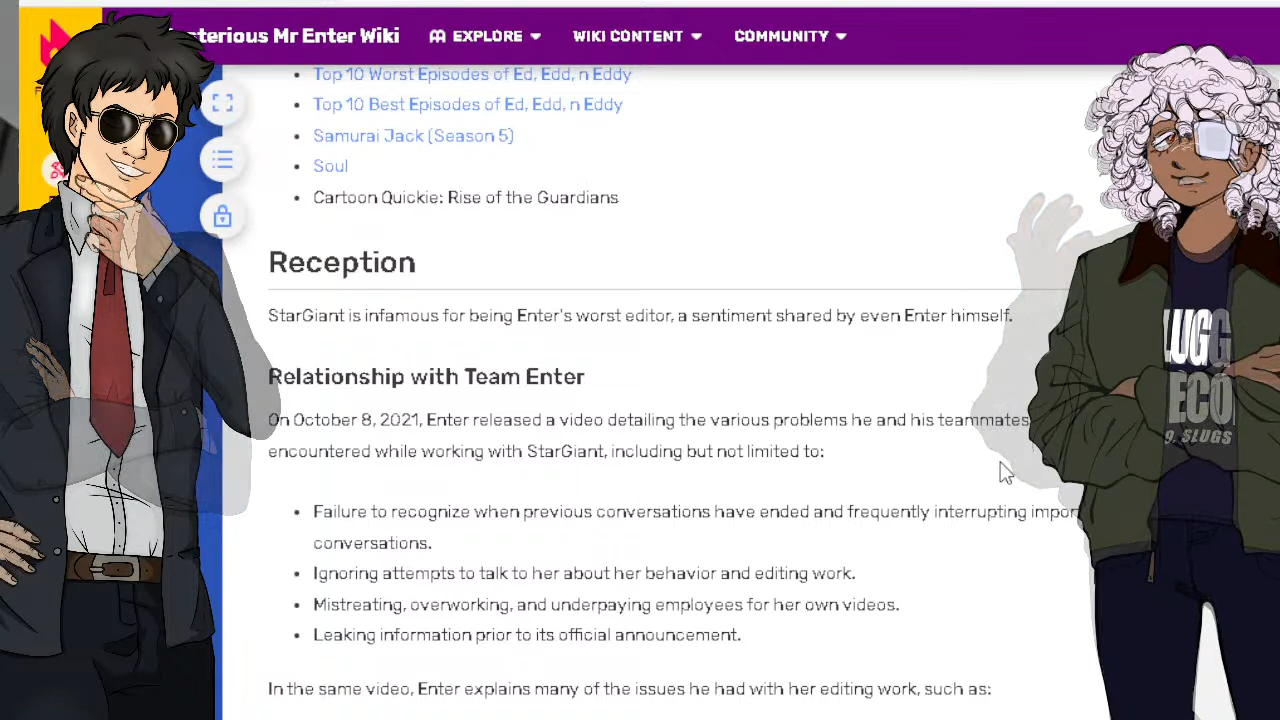 sterious Mr Enter Wiki EXPLORE WIKI CONTENT COMMUNITY
Top 10 Worst Episodes of Ed, Edd, n Eddy
Top 10 Best Episodes of Ed, Edd, n Eddy
Samurai Jack (Season 5)
Soul
Cartoon Quickie: Rise of the Guardians
Reception
StarGiant is infamous for being Enter's worst editor, a sentiment shared by even Enter himself.
Relationship with Team Enter
On October 8, 2021, Enter released a video detailing the various problems he and his teammates
encountered while working with StarGiant, including but not limited to:
Failure to recognize when previous conversations have ended and frequently interrupting impor
conversations.
Ignoring attempts to talk to her about her behavior and editing work.
Mistreating, overworking, and underpaying employees for her own videos.
Leaking information prior to its official announcement.
In the same video, Enter explains many of the issues he had with her editing work, such as:
LUGG
ECO
9. SLUGS